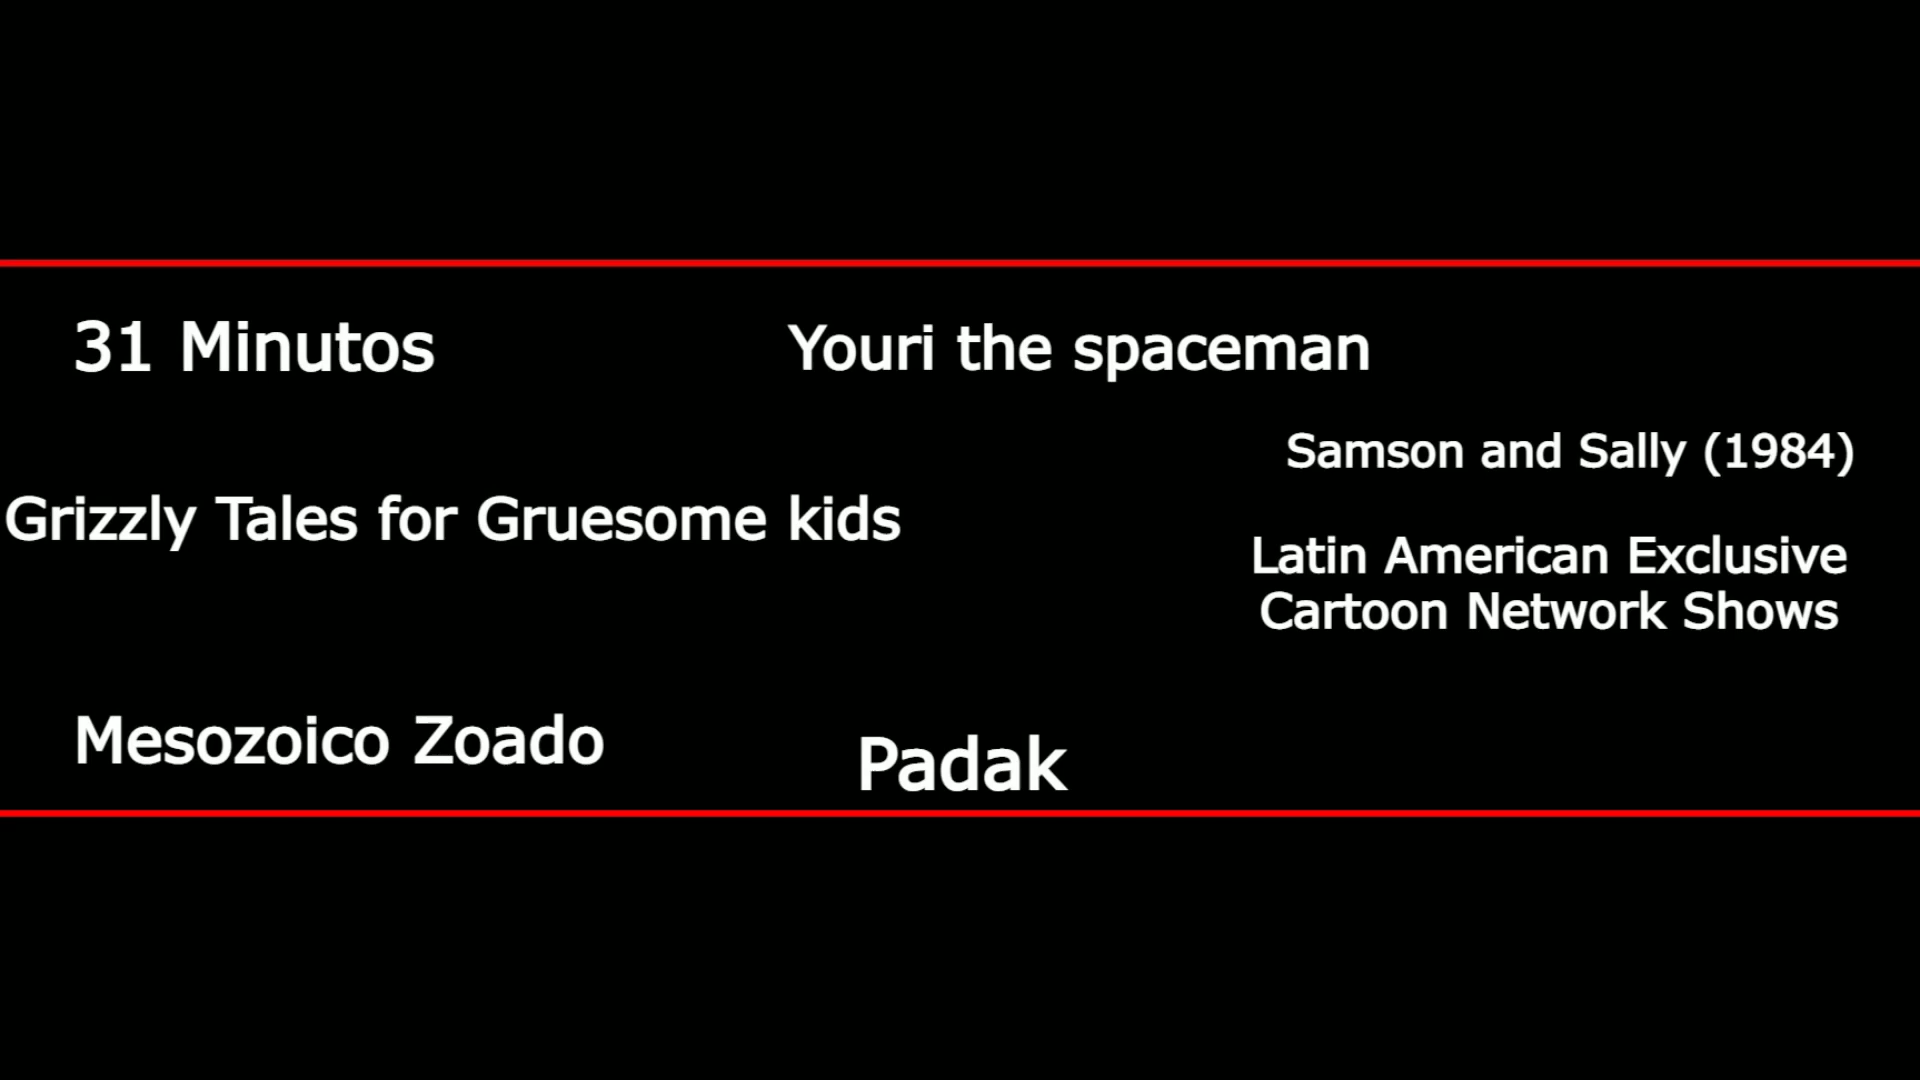 31 Minutos
Youri the spaceman
Samson and Sally (1984)
Grizzly Tales for Gruesome kids
Latin American Exclusive
Cartoon Network Shows
Mesozoico Zoado
Padak